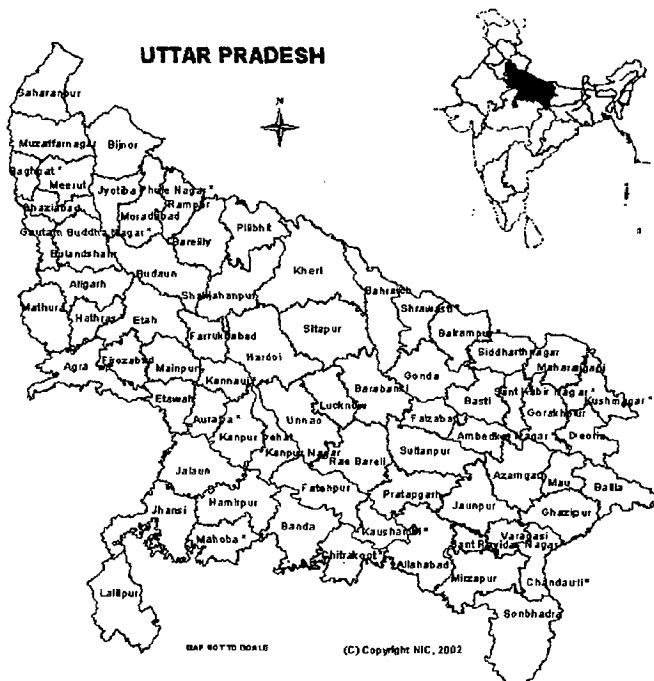 UTTAR PRADESH
N
Saharanpur
Muzaffarnagar
Bijnor
Baghpat*
Meerut
Jyotiba Phule Nagar*
Rampur
Ghaziabad
Moradabad
Gautam Buddha Nagar*
Bareilly
Pilibhit
Bulandshahr
Budaun
Kheri
Bahraich
Aligarh
Shahjahanpur
Shrawasti*
Mathura
Hathras
Etah
Sitapur
Balrampur*
Farrukhabad
Siddharthnagar
Maharajganj
Agra
Firozabad
Mainpuri
Hardoi
Gonda
Kannauj*
Barabanki
Basti
Sant Kabir Nagar*
Kushinagar*
Etawah
Lucknow
Gorakhpur
Auraiya*
Unnao
Faizabad
Kanpur Dehat
Ambedkar Nagar*
Deoria
Kanpur Nagar
Sultanpur
Rae Bareli
Jalaun
Azamgarh
Mau
Ballia
Fatehpur
Pratapgarh
Hamirpur
Jaunpur
Ghazipur
Jhansi
Banda
Kaushambi*
Mahoba*
Varanasi
Sant Ravidas Nagar
Chitrakoot*
Allahabad
Mirzapur
Chandauli*
Lalitpur
Sonbhadra
MAP NOT TO SCALE
(C) Copyright NIC, 2002